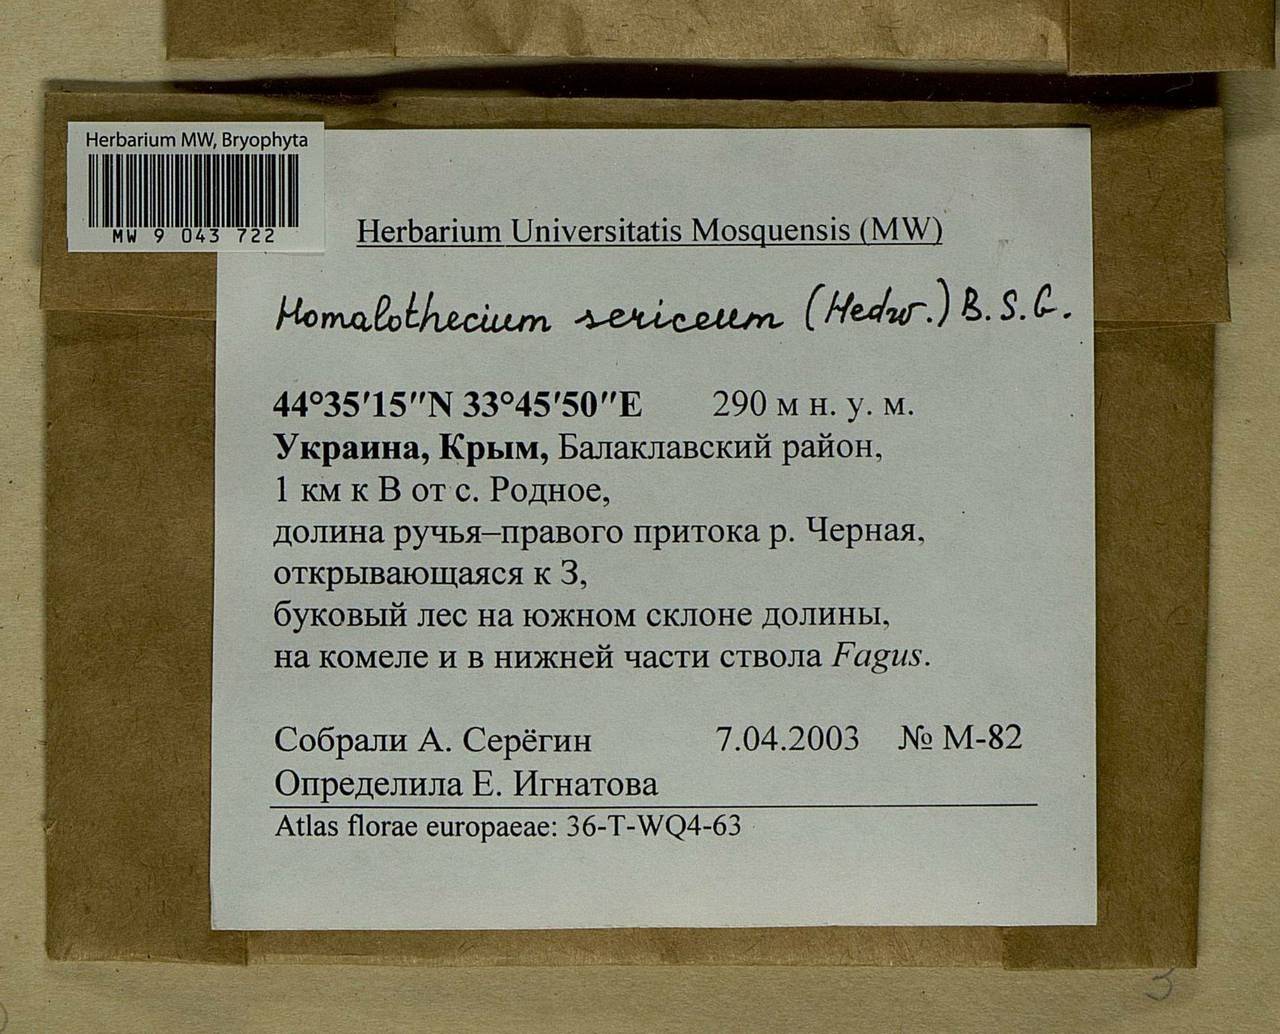 Herbarium MW, Bryophyta
MW 9 043 722
Herbarium Universitatis Mosquensis (MW)
Homalothecium sericeum (Hedw.) B.S.G.
44°35′15″N 33°45′50″E 290 м н. у. м.
Украина, Крым, Балаклавский район,
1 км к В от с. Родное,
долина ручья–правого притока р. Черная,
открывающаяся к З,
буковый лес на южном склоне долины,
на комеле и в нижней части ствола Fagus.
Собрали А. Серёгин 7.04.2003 № М-82
Определила Е. Игнатова
Atlas florae europaeae: 36-T-WQ4-63
3